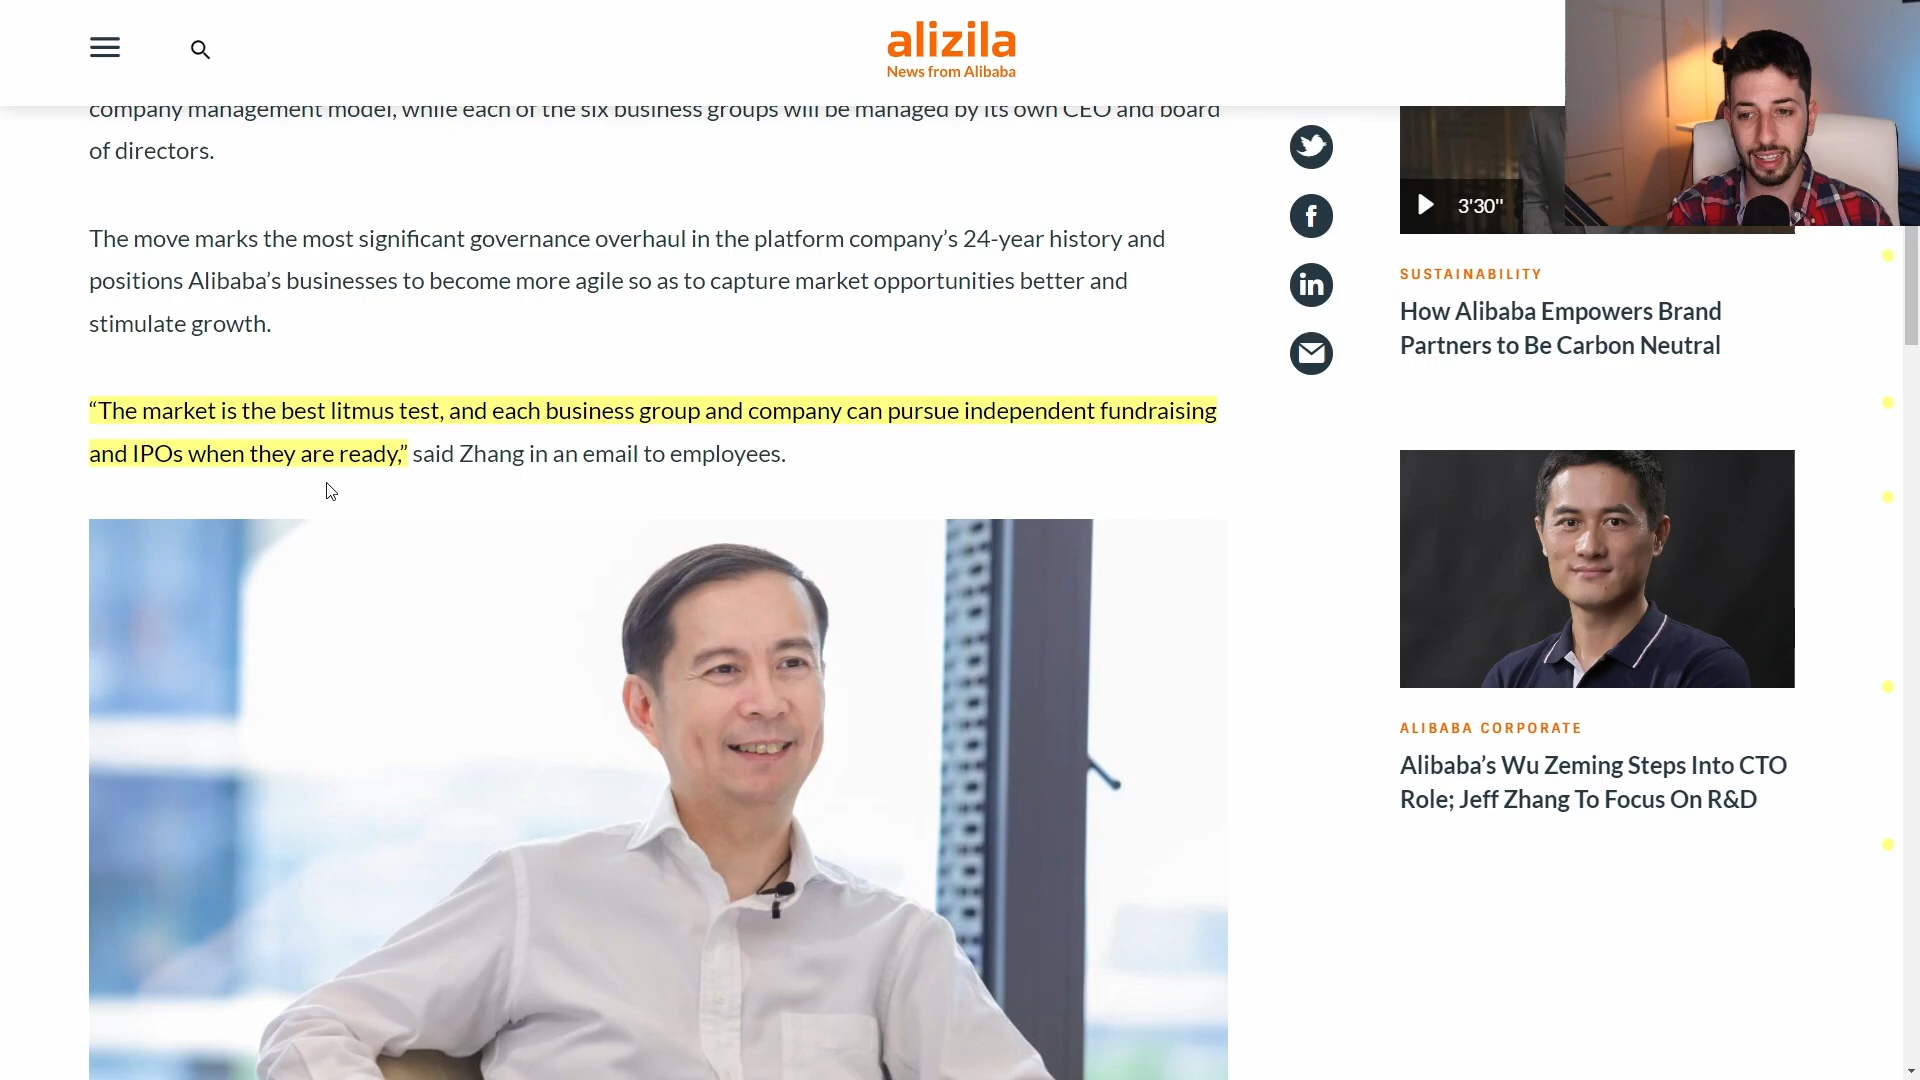 alizila
News from Alibaba
company management model, while each of the six business groups will be managed by its own CEO and board
of directors.
The move marks the most significant governance overhaul in the platform company’s 24-year history and
positions Alibaba’s businesses to become more agile so as to capture market opportunities better and
stimulate growth.
“The market is the best litmus test, and each business group and company can pursue independent fundraising
and IPOs when they are ready,” said Zhang in an email to employees.
3'30''
SUSTAINABILITY
How Alibaba Empowers Brand
Partners to Be Carbon Neutral
ALIBABA CORPORATE
Alibaba’s Wu Zeming Steps Into CTO
Role; Jeff Zhang To Focus On R&D